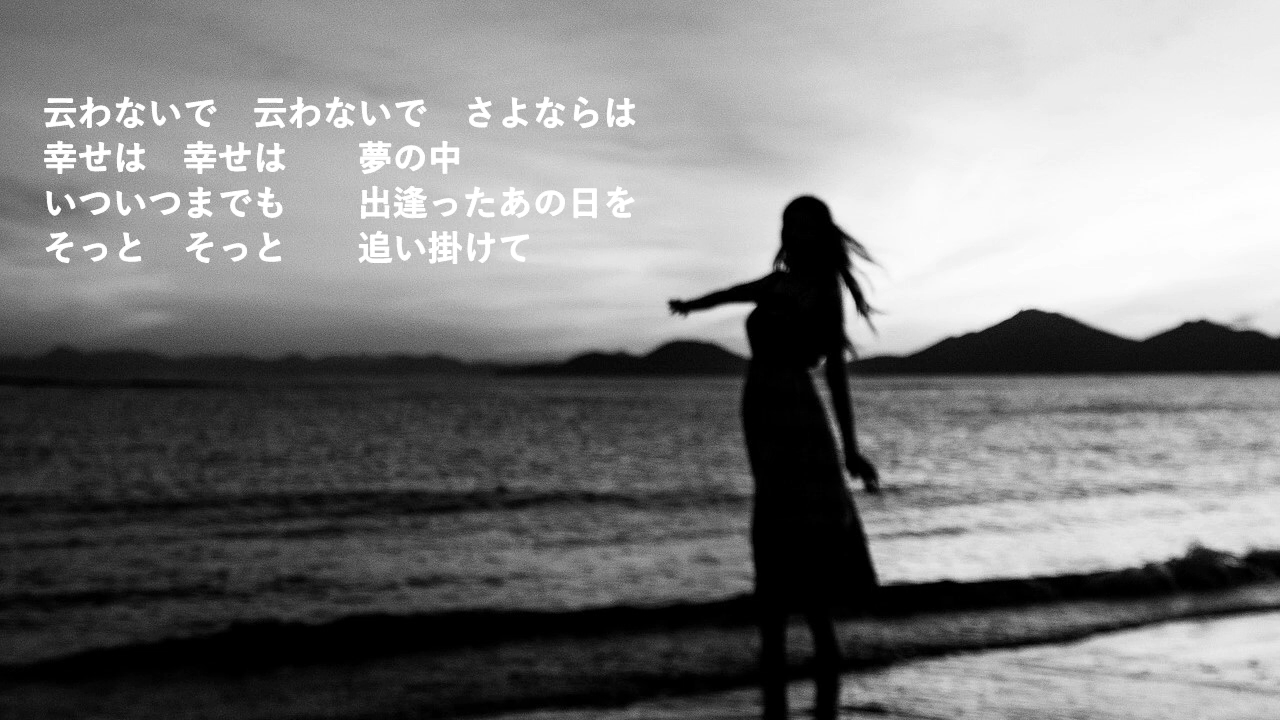 云わないで　云わないで　さよならは
幸せは　幸せは　　夢の中
いついつまでも　　出逢ったあの日を
そっと　そっと　　追い掛けて